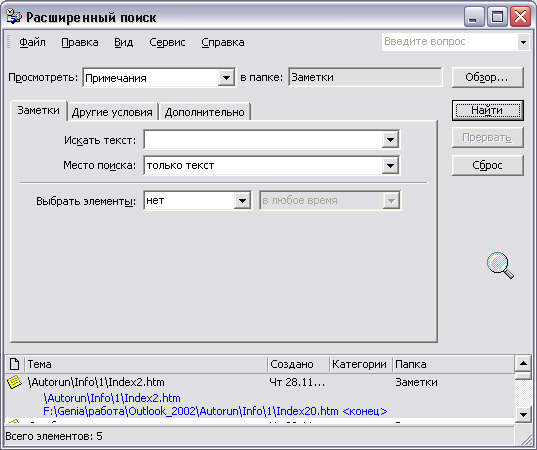 Расширенный поиск
Файл Правка Вид Сервис Справка Введите вопрос
Просмотреть: Примечания в папке: Заметки Обзор...
Заметки Другие условия Дополнительно Найти
Искать текст: Прервать
Место поиска: только текст Сброс
Выбрать элементы: нет в любое время
Тема Создано Категории Папка
\Autorun\Info\1\Index2.htm Чт 28.11... Заметки
\Autorun\Info\1\Index2.htm
F:\Genia\работа\Outlook_2002\Autorun\Info\1\Index20.htm <конец>
Всего элементов: 5